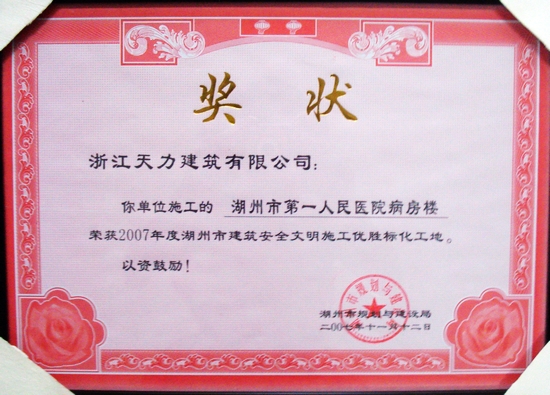 奖状
浙江天力建筑有限公司：
你单位施工的 湖州市第一人民医院病房楼
荣获2007年度湖州市建筑安全文明施工优胜标化工地。
以资鼓励！
湖州市规划与建设局
二〇〇七年十一月十二日